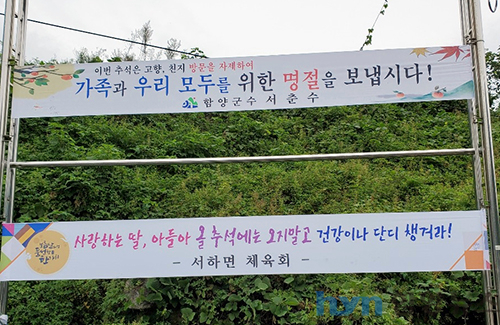 이번 추석은 고향, 친지 방문을 자제하여
가족과 우리 모두를 위한 명절을 보냅시다!
함양군수 서춘수
사랑하는 딸, 아들아 올 추석에는 오지말고 건강이나 단디 챙겨라!
- 서하면 체육회 -
hyn